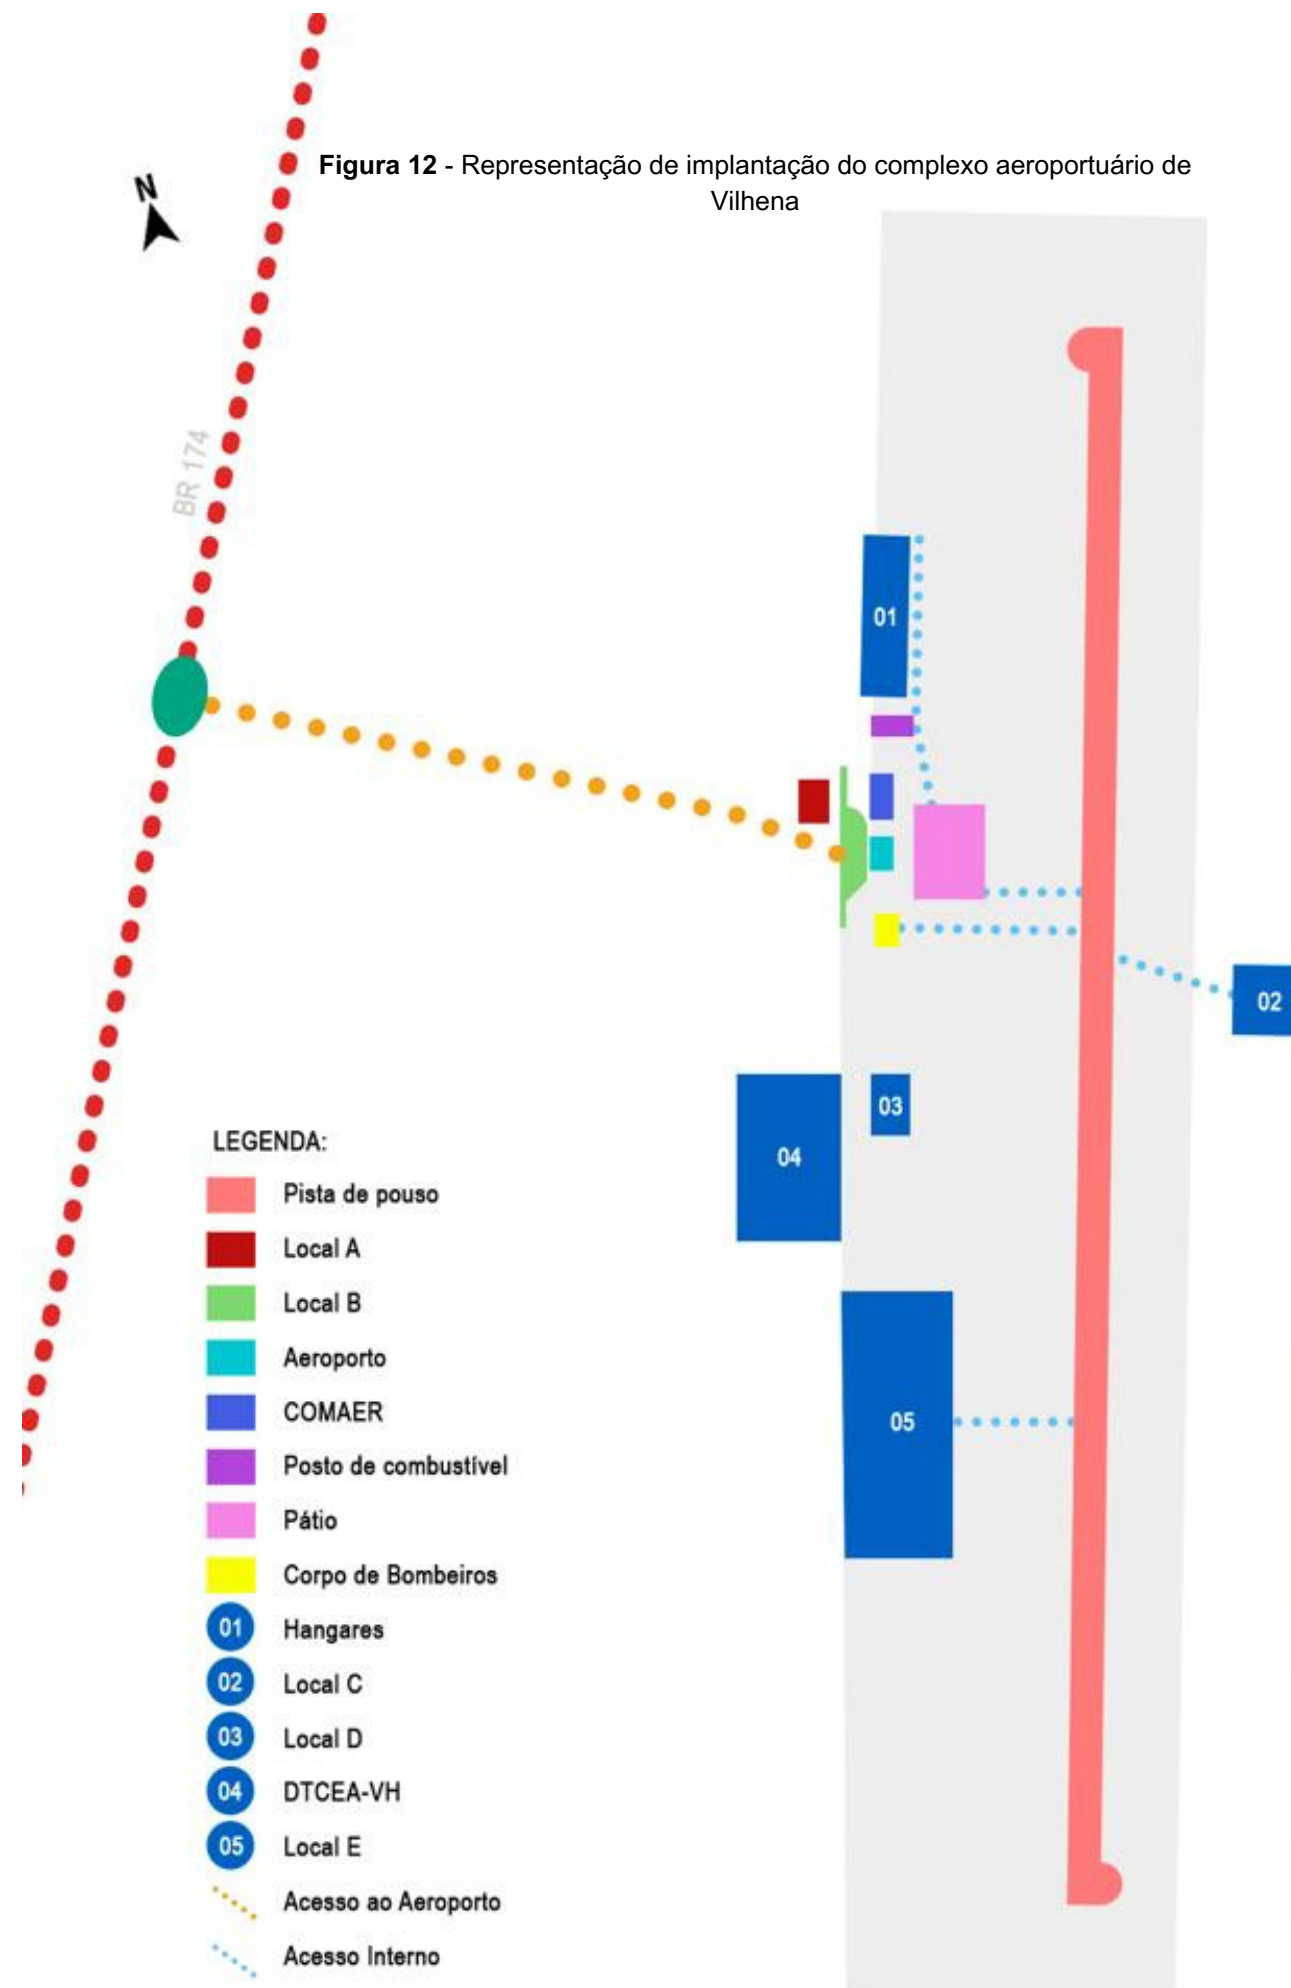 Figura 12 - Representação de implantação do complexo aeroportuário de
Vilhena
N
BR 174
01
02
03
04
05
LEGENDA:
Pista de pouso
Local A
Local B
Aeroporto
COMAER
Posto de combustível
Pátio
Corpo de Bombeiros
01 Hangares
02 Local C
03 Local D
04 DTCEA-VH
05 Local E
Acesso ao Aeroporto
Acesso Interno